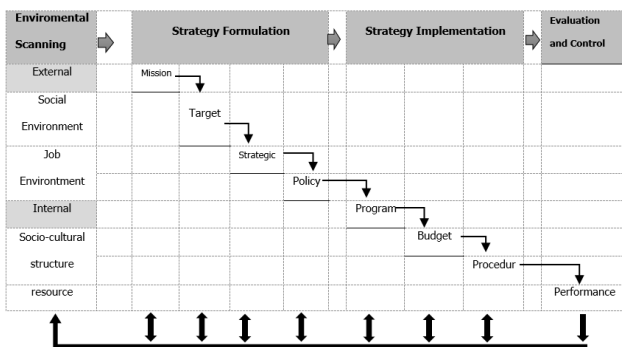 Enviromental
Scanning
Strategy Formulation
Strategy Implementation
Evaluation
and Control
External
Mission
Social
Environment
Target
Job
Environtment
Strategic
Policy
Internal
Program
Socio-cultural
structure
resource
Budget
Procedur
Performance